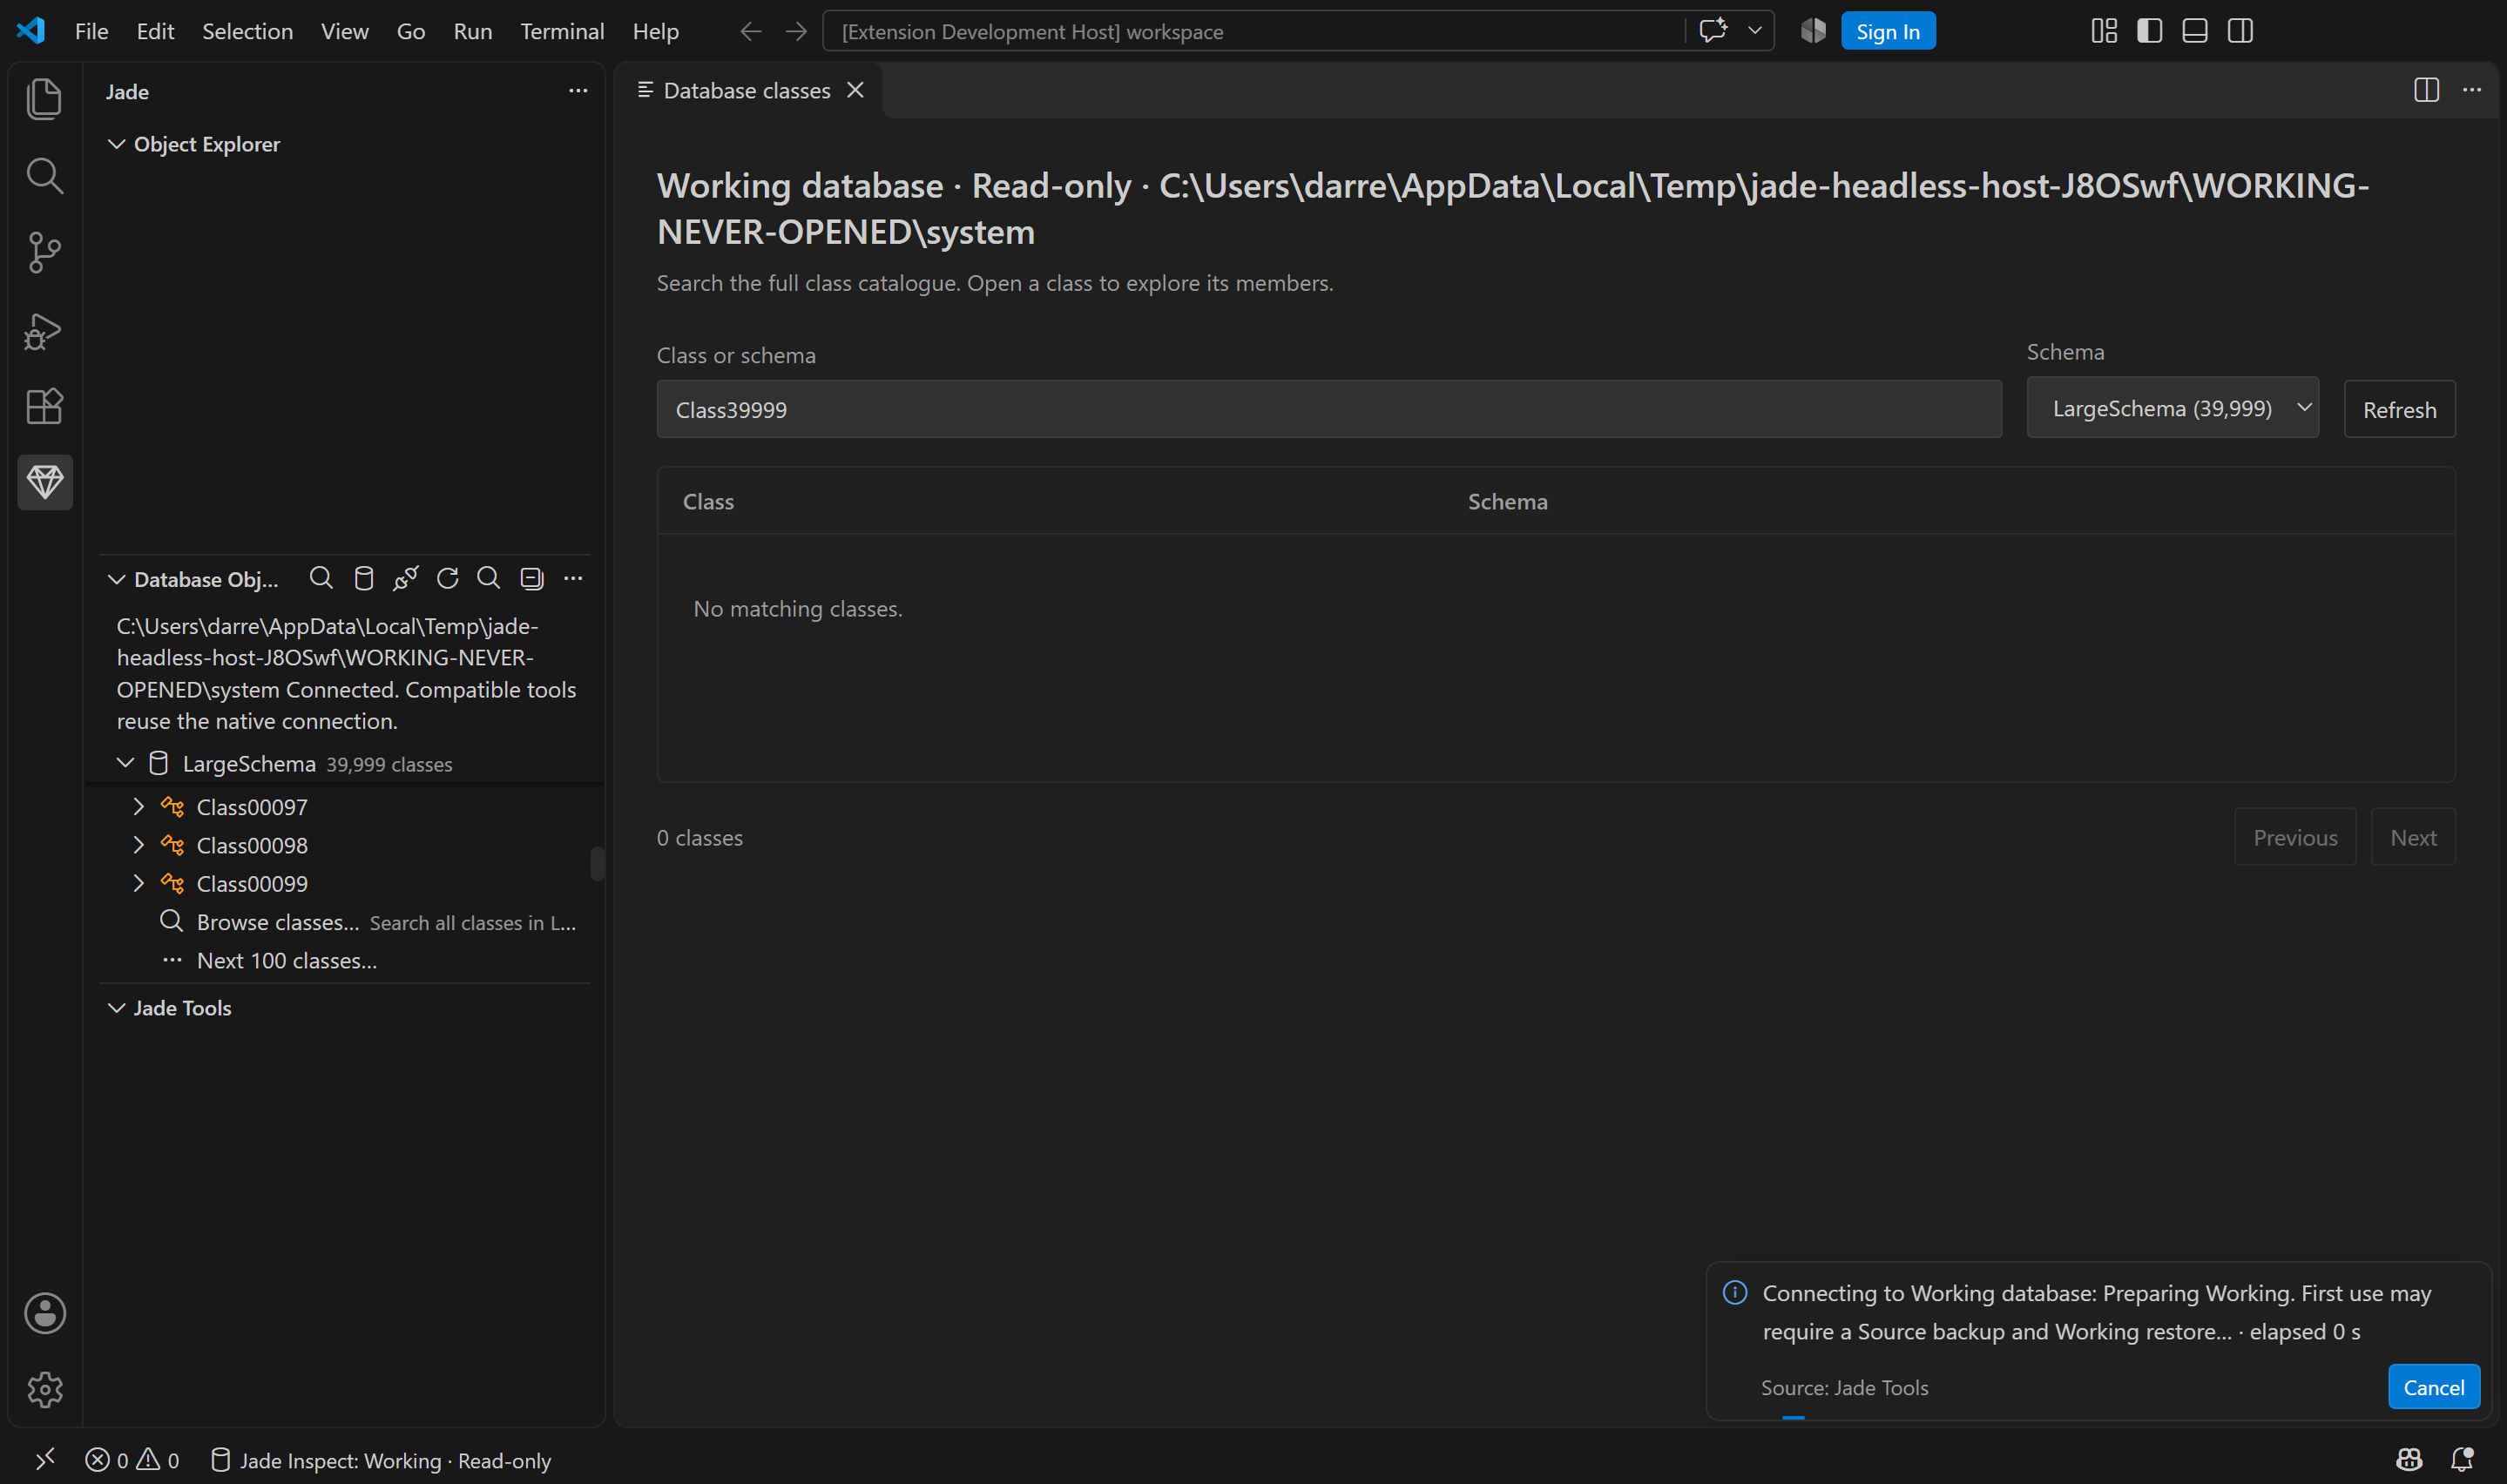 File Edit Selection View Go Run Terminal Help
[Extension Development Host] workspace
Sign In
Jade
Object Explorer
Database classes
Working database · Read-only · C:\Users\darre\AppData\Local\Temp\jade-headless-host-J8OSwf\WORKING-
NEVER-OPENED\system
Search the full class catalogue. Open a class to explore its members.
Class or schema
Schema
Class39999
LargeSchema (39,999)
Refresh
Class Schema
No matching classes.
0 classes
Previous
Next
Database Obj...
C:\Users\darre\AppData\Local\Temp\jade-
headless-host-J8OSwf\WORKING-NEVER-
OPENED\system Connected. Compatible tools
reuse the native connection.
LargeSchema 39,999 classes
Class00097
Class00098
Class00099
Browse classes... Search all classes in L...
Next 100 classes...
Jade Tools
Connecting to Working database: Preparing Working. First use may
require a Source backup and Working restore... · elapsed 0 s
Source: Jade Tools
Cancel
0 0 Jade Inspect: Working · Read-only